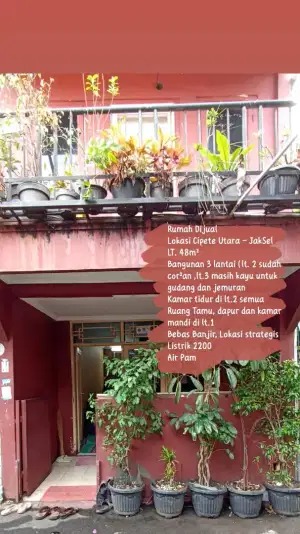 Rumah Dijual
Lokasi Cipete Utara – JakSel
LT. 48m²
Bangunan 3 lantai (lt. 2 sudah
cot²an ,lt.3 masih kayu untuk
gudang dan jemuran
Kamar tidur di lt.2 semua
Ruang Tamu, dapur dan kamar
mandi di lt.1
Bebas Banjir, Lokasi strategis
Listrik 2200
Air Pam